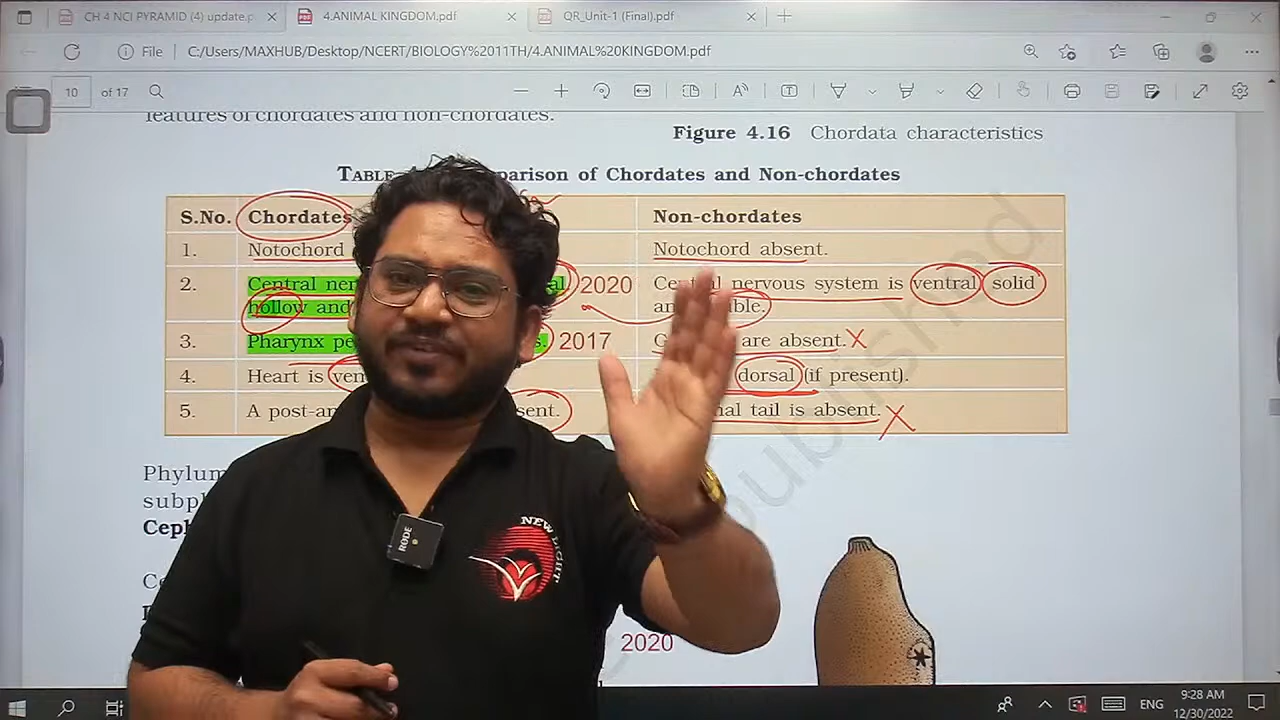 CH 4 NCI PYRAMID (4) update.p
4.ANIMAL KINGDOM.pdf
QR_Unit-1 (Final).pdf
File C:/Users/MAXHUB/Desktop/NCERT/BIOLOGY%2011TH/4.ANIMAL%20KINGDOM.pdf
10 of 17
features of chordates and non-chordates.
Figure 4.16 Chordata characteristics
TABLE parison of Chordates and Non-chordates
S.No. Chordates Non-chordates
1. Notochord Notochord absent.
2. Central ner al. 2020 Central nervous system is ventral, solid
hollow and an ble.
3. Pharynx pe s. 2017 G are absent. X
4. Heart is ven dorsal (if present).
5. A post-an sent. nal tail is absent. X
Phylum
subph
Ceph
published
RØDE
NEW LIGHT
2020
ENG
9:28 AM
12/30/2022